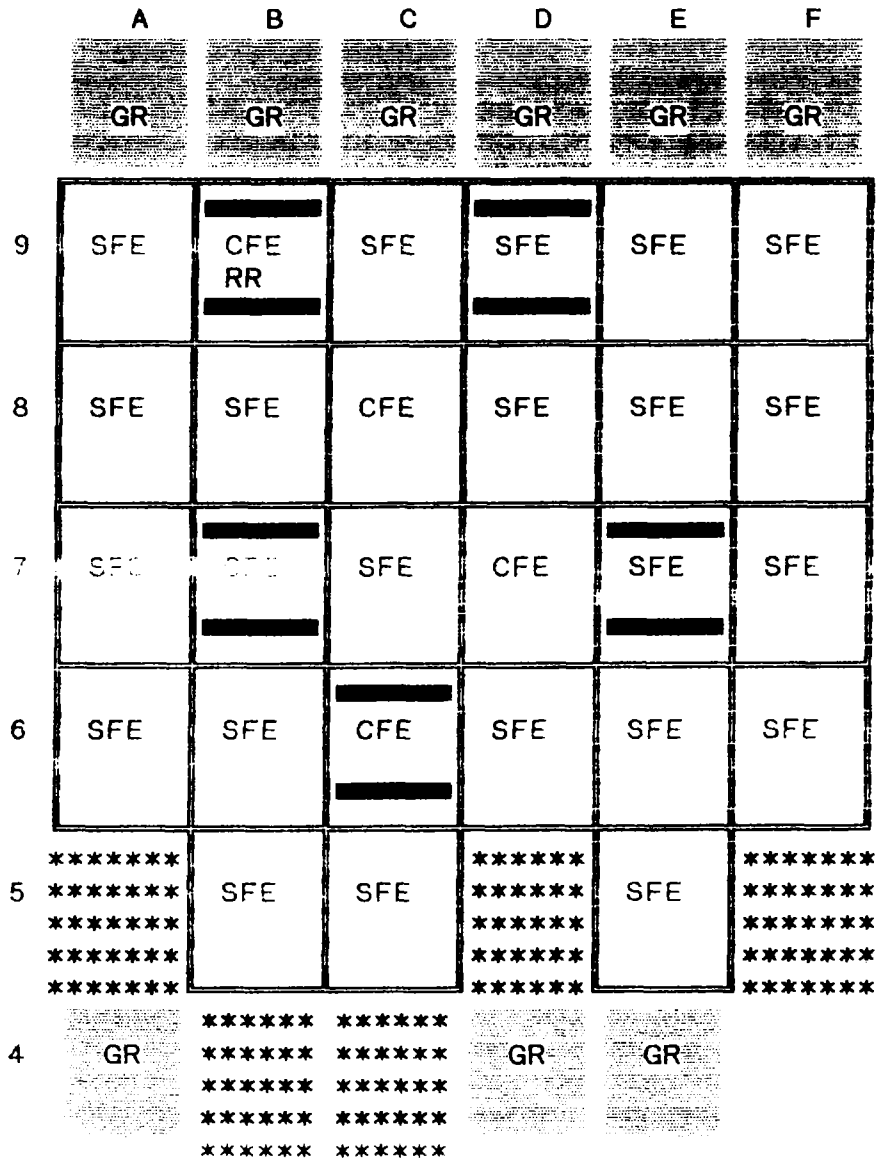 A B C D E F
GR GR GR GR GR GR
9 SFE CFE SFE SFE SFE SFE
RR
8 SFE SFE CFE SFE SFE SFE
7 SFE CFE SFE
6 SFE SFE CFE SFE SFE SFE
******* ****** ******
******* ****** ******
5 SFE SFE SFE
******* ****** ******
******* ****** ******
******* ****** ******
****** ******
4 GR ****** ****** GR GR
****** ******
****** ******
****** ******